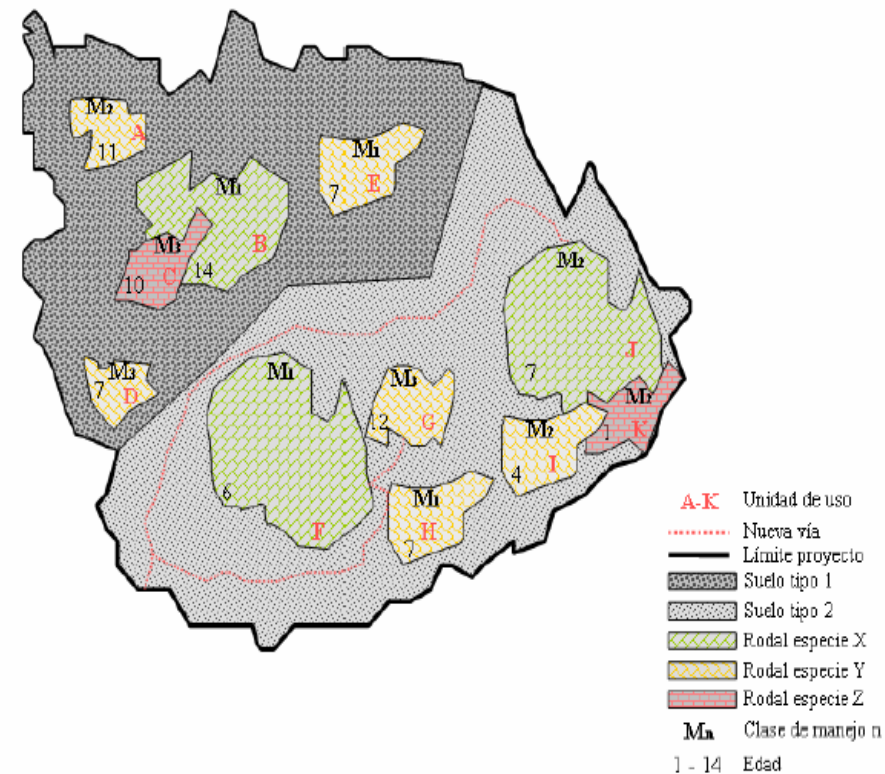 M2
A
11
M1
E
7
M1
B
14
M3
C
10
M3
7
D
M2
J
7
M1
6
F
M3
12
G
M2
4
I
M2
1
K
M1
H
7
A-K Unidad de uso
Nueva vía
Límite proyecto
Suelo tipo 1
Suelo tipo 2
Rodal especie X
Rodal especie Y
Rodal especie Z
Mn Clase de manejo n
1 - 14 Edad